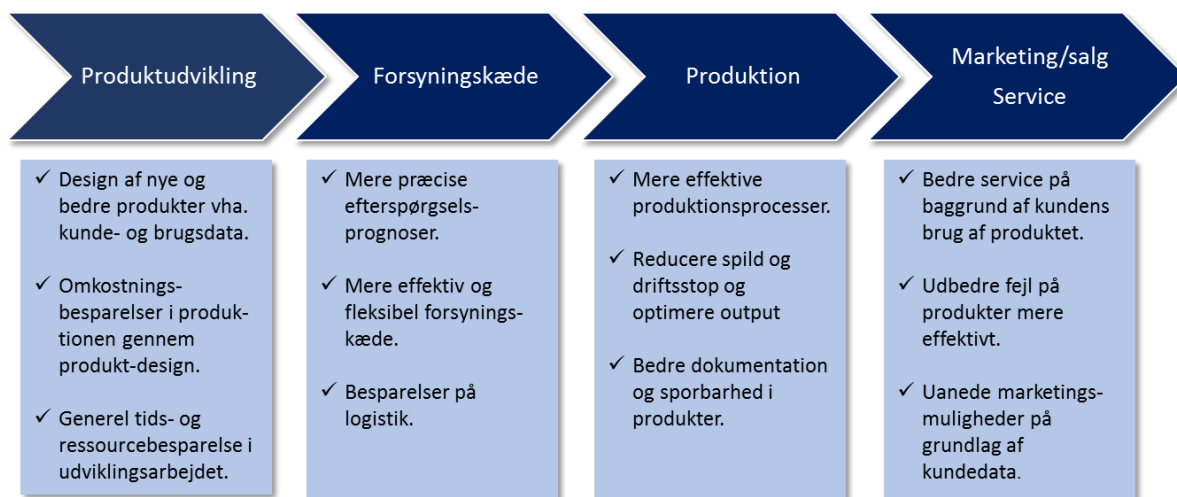 Produktudvikling
Forsyningskæde
Produktion
Marketing/salg
Service
✓ Design af nye og
bedre produkter vha.
kunde- og brugsdata.
✓ Omkostnings-
besparelser i produk-
tionen gennem
produkt-design.
✓ Generel tids- og
ressourcebesparelse i
udviklingsarbejdet.
✓ Mere præcise
efterspørgsels-
prognoser.
✓ Mere effektiv og
fleksibel forsynings-
kæde.
✓ Besparelser på
logistik.
✓ Mere effektive
produktionsprocesser.
✓ Reducere spild og
driftsstop og
optimere output
✓ Bedre dokumentation
og sporbarhed i
produkter.
✓ Bedre service på
baggrund af kundens
brug af produktet.
✓ Udbedre fejl på
produkter mere
effektivt.
✓ Uanede marketings-
muligheder på
grundlag af
kundedata.